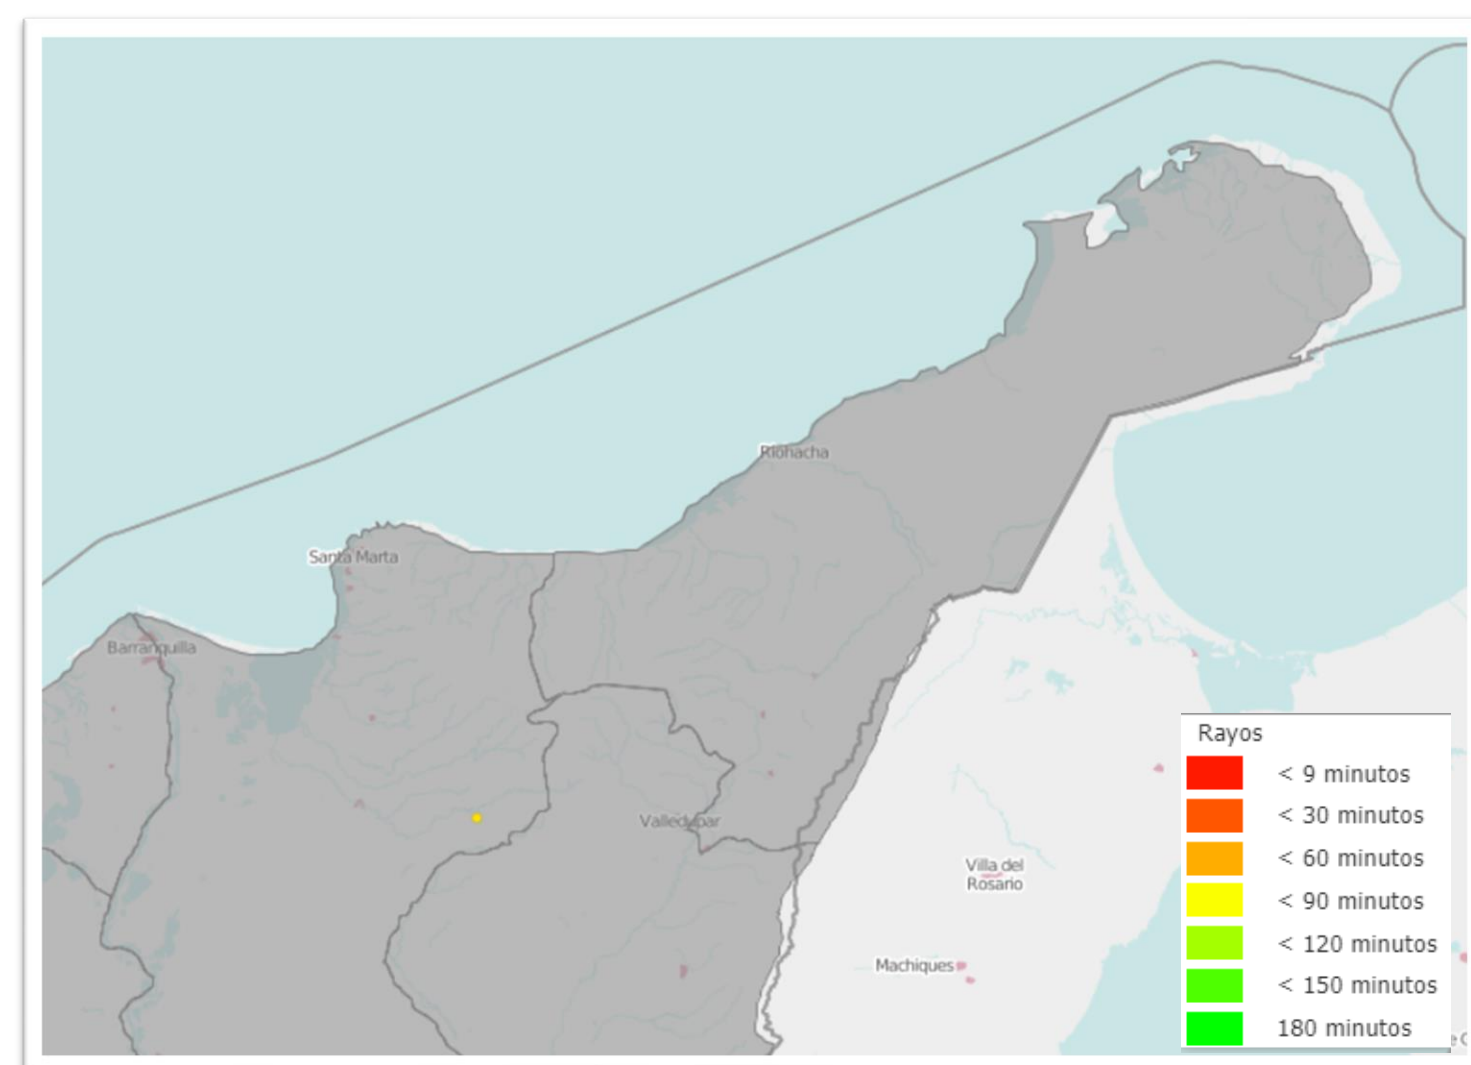 Riohacha
Santa Marta
Barranquilla
Valledupar
Villa del
Rosario
Machiques
Rayos
< 9 minutos
< 30 minutos
< 60 minutos
< 90 minutos
< 120 minutos
< 150 minutos
180 minutos